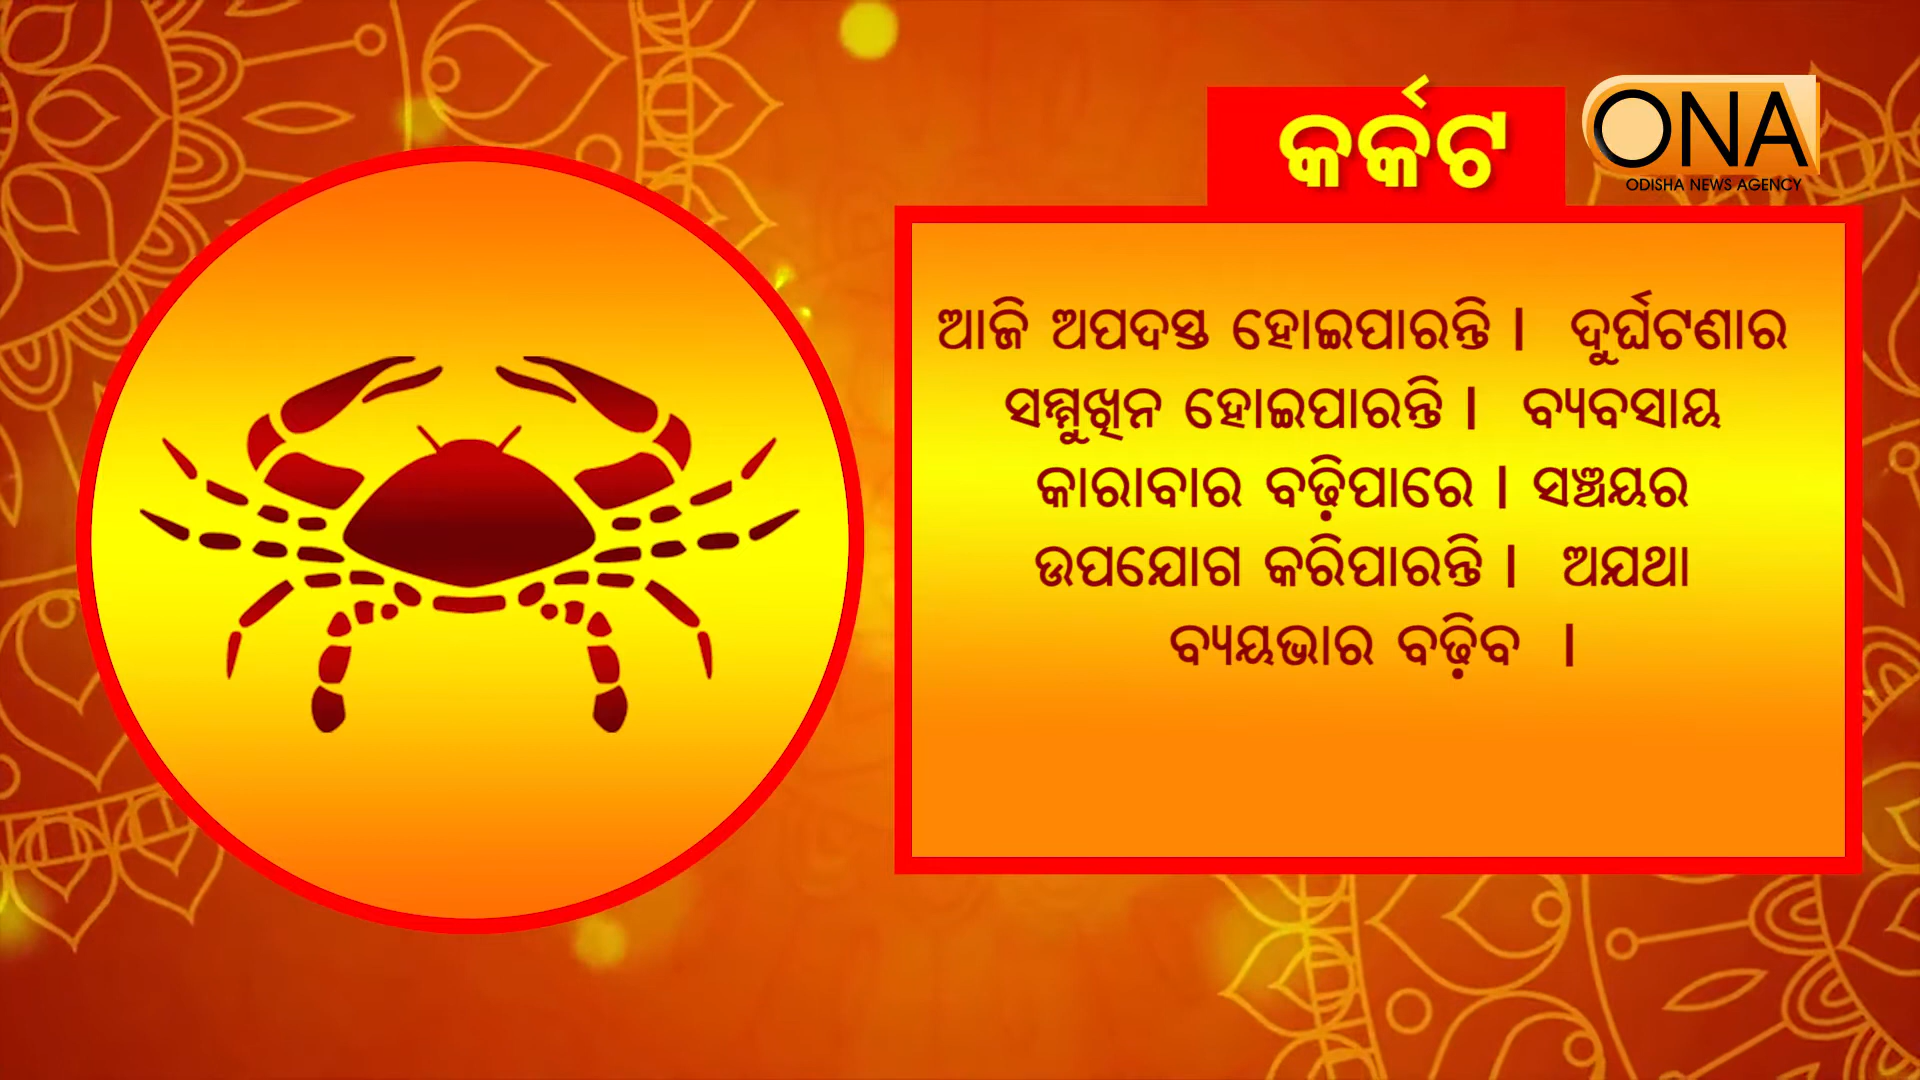 କର୍କଟ
ONA
ODISHA NEWS AGENCY
ଆଜି ଅପଦସ୍ତ ହୋଇପାରନ୍ତି । ଦୁର୍ଘଟଣାର
ସମ୍ମୁଖିନ ହୋଇପାରନ୍ତି । ବ୍ୟବସାୟ
କାରାବାର ବଢ଼ିପାରେ । ସଞ୍ଚୟର
ଉପଯୋଗ କରିପାରନ୍ତି । ଅଯଥା
ବ୍ୟୟଭାର ବଢ଼ିବ ।